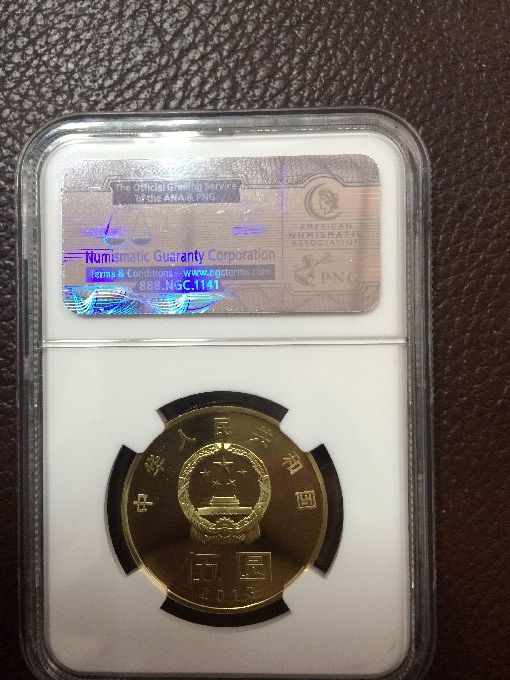 The Official Grading Service
of the ANA & PNG
AMERICAN
NUMISMATIC
ASSOCIATION
Numismatic Guaranty Corporation
Terms & Conditions - www.ngcterms.com
888.NGC.1141
PNG
中华人民共和国
伍圆